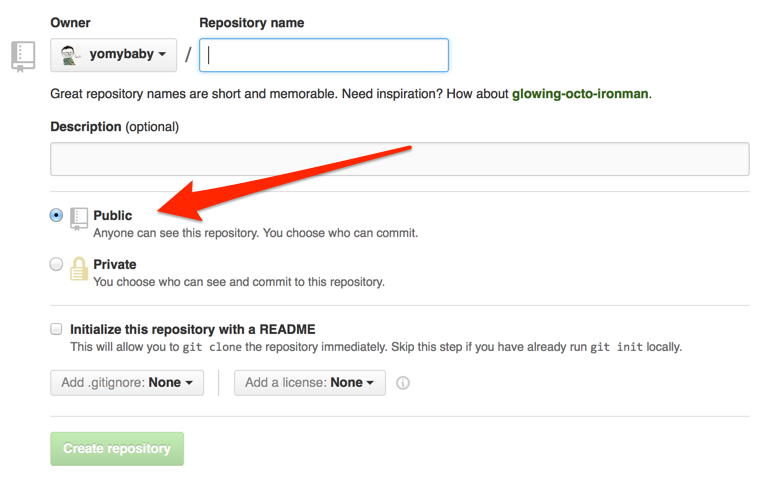 Owner Repository name
yomybaby /
Great repository names are short and memorable. Need inspiration? How about glowing-octo-ironman.
Description (optional)
Public
Anyone can see this repository. You choose who can commit.
Private
You choose who can see and commit to this repository.
Initialize this repository with a README
This will allow you to git clone the repository immediately. Skip this step if you have already run git init locally.
Add .gitignore: None Add a license: None
Create repository